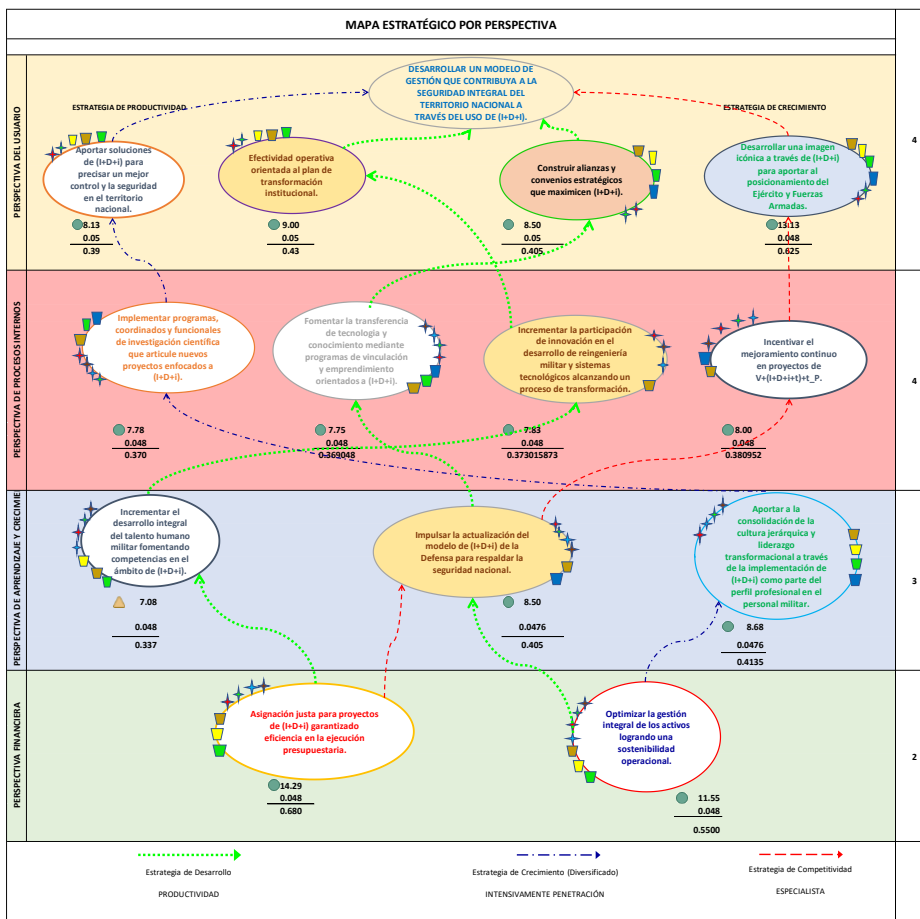 MAPA ESTRATÉGICO POR PERSPECTIVA
PERSPECTIVA DEL USUARIO
DESARROLLAR UN MODELO DE
GESTIÓN QUE CONTRIBUYA A LA
SEGURIDAD INTEGRAL DEL
TERRITORIO NACIONAL A
TRAVÉS DEL USO DE (I+D+I).
ESTRATEGIA DE PRODUCTIVIDAD
ESTRATEGIA DE CRECIMIENTO
4
Aportar soluciones
de (I+D+i) para
precisar un mejor
control y la seguridad
en el territorio
nacional.
Efectividad operativa
orientada al plan de
transformación
institucional.
Construir alianzas y
convenios estratégicos
que maximicen (I+D+i).
Desarrollar una imagen
icónica a través de (I+D+i)
para aportar al
posicionamiento del
Ejército y Fuerzas
Armadas.
8.13
0.05
0.39
9.00
0.05
0.43
8.50
0.05
0.405
13.13
0.048
0.625
PERSPECTIVA DE PROCESOS INTERNOS
Implementar programas,
coordinados y funcionales
de investigación científica
que articule nuevos
proyectos enfocados a
(I+D+i).
Fomentar la transferencia
de tecnología y
conocimiento mediante
programas de vinculación
y emprendimiento
orientados a (I+D+i).
Incrementar la participación
de innovación en el
desarrollo de reingeniería
militar y sistemas
tecnológicos alcanzando un
proceso de transformación.
Incentivar el
mejoramiento continuo
en proyectos de
V+(I+D+i+t)+t_P.
4
7.78
0.048
0.370
7.75
0.048
0.369048
7.83
0.048
0.373015873
8.00
0.048
0.380952
PERSPECTIVA DE APRENDIZAJE Y CRECIMIE
Incrementar el
desarrollo integral
del talento humano
militar fomentando
competencias en el
ámbito de (I+D+i).
Impulsar la actualización del
modelo de (I+D+i) de la
Defensa para respaldar la
seguridad nacional.
Aportar a la
consolidación de la
cultura jerárquica y
liderazgo
transformacional a través
de la implementación de
(I+D+i) como parte del
perfil profesional en el
personal militar.
3
7.08
0.048
0.337
8.50
0.0476
0.405
8.68
0.0476
0.4135
PERSPECTIVA FINANCIERA
Asignación justa para proyectos
de (I+D+i) garantizado
eficiencia en la ejecución
presupuestaria.
Optimizar la gestión
integral de los activos
logrando una
sostenibilidad
operacional.
2
14.29
0.048
0.680
11.55
0.048
0.5500
Estrategia de Desarrollo
PRODUCTIVIDAD
Estrategia de Crecimiento (Diversificado)
INTENSIVAMENTE PENETRACIÓN
Estrategia de Competitividad
ESPECIALISTA